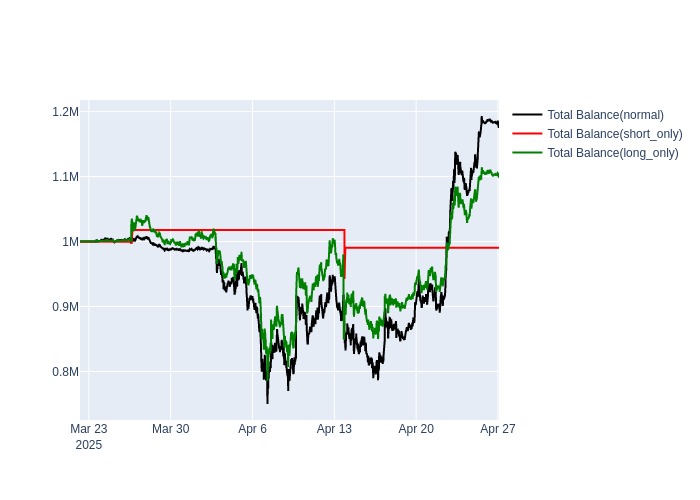 1.2M
1.1M
1M
0.9M
0.8M
Mar 23
2025
Mar 30
Apr 6
Apr 13
Apr 20
Apr 27
Total Balance(normal)
Total Balance(short_only)
Total Balance(long_only)